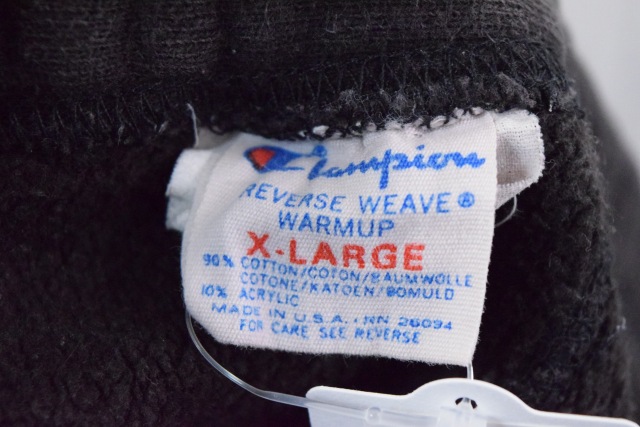 Champion
REVERSE WEAVE®
WARMUP
X-LARGE
90% COTTON/COTON/BAUMWOLLE
COTONE/KATOEN/BOMULD
10% ACRYLIC
MADE IN U.S.A. · RN 26094
FOR CARE SEE REVERSE